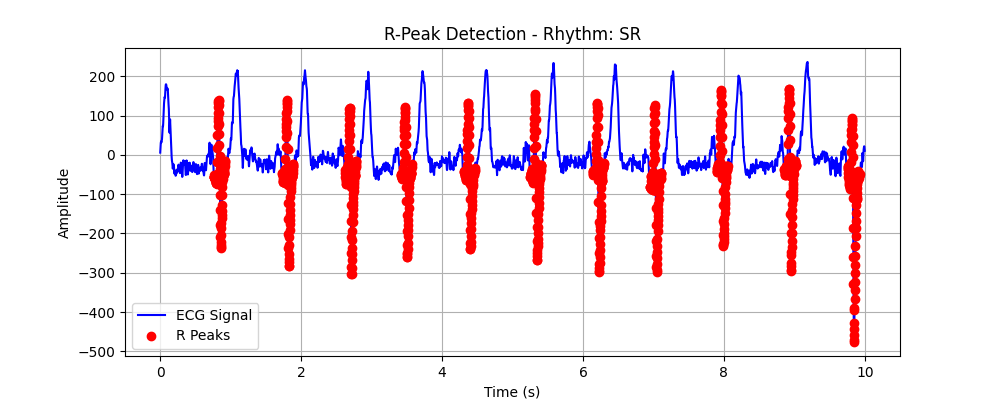 R-Peak Detection - Rhythm: SR
200
100
0
−100
−200
−300
−400
−500
Amplitude
ECG Signal
R Peaks
0 2 4 6 8 10
Time (s)